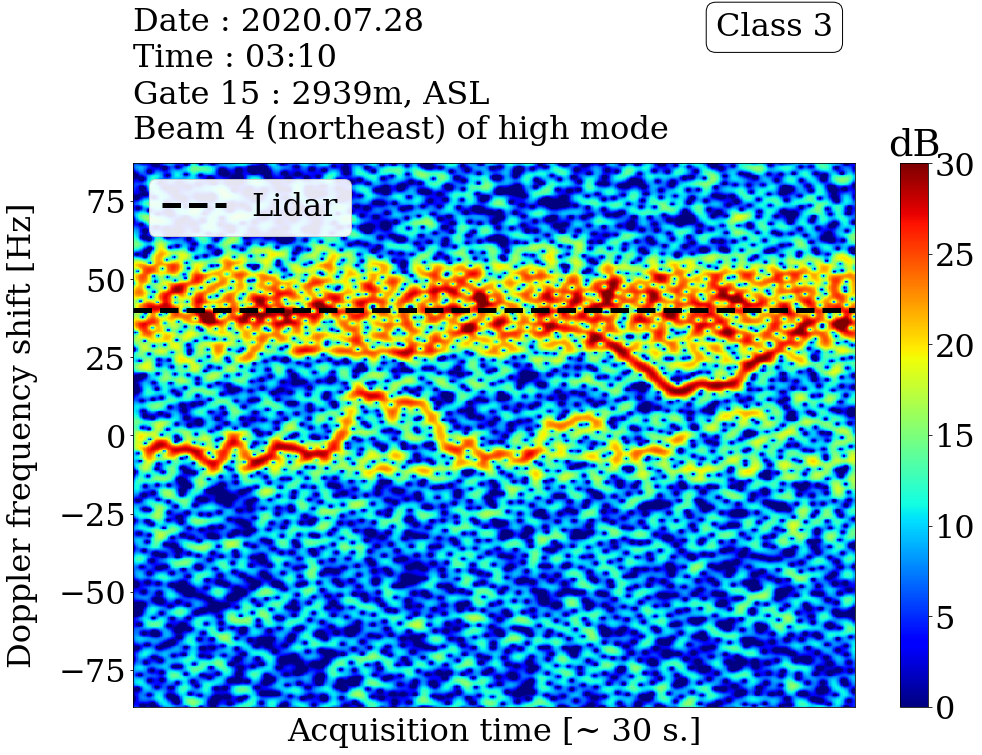 Date : 2020.07.28
Time : 03:10
Gate 15 : 2939m, ASL
Beam 4 (northeast) of high mode
Class 3
dB
Lidar
Doppler frequency shift [Hz]
75
50
25
0
−25
−50
−75
Acquisition time [~ 30 s.]
30
25
20
15
10
5
0